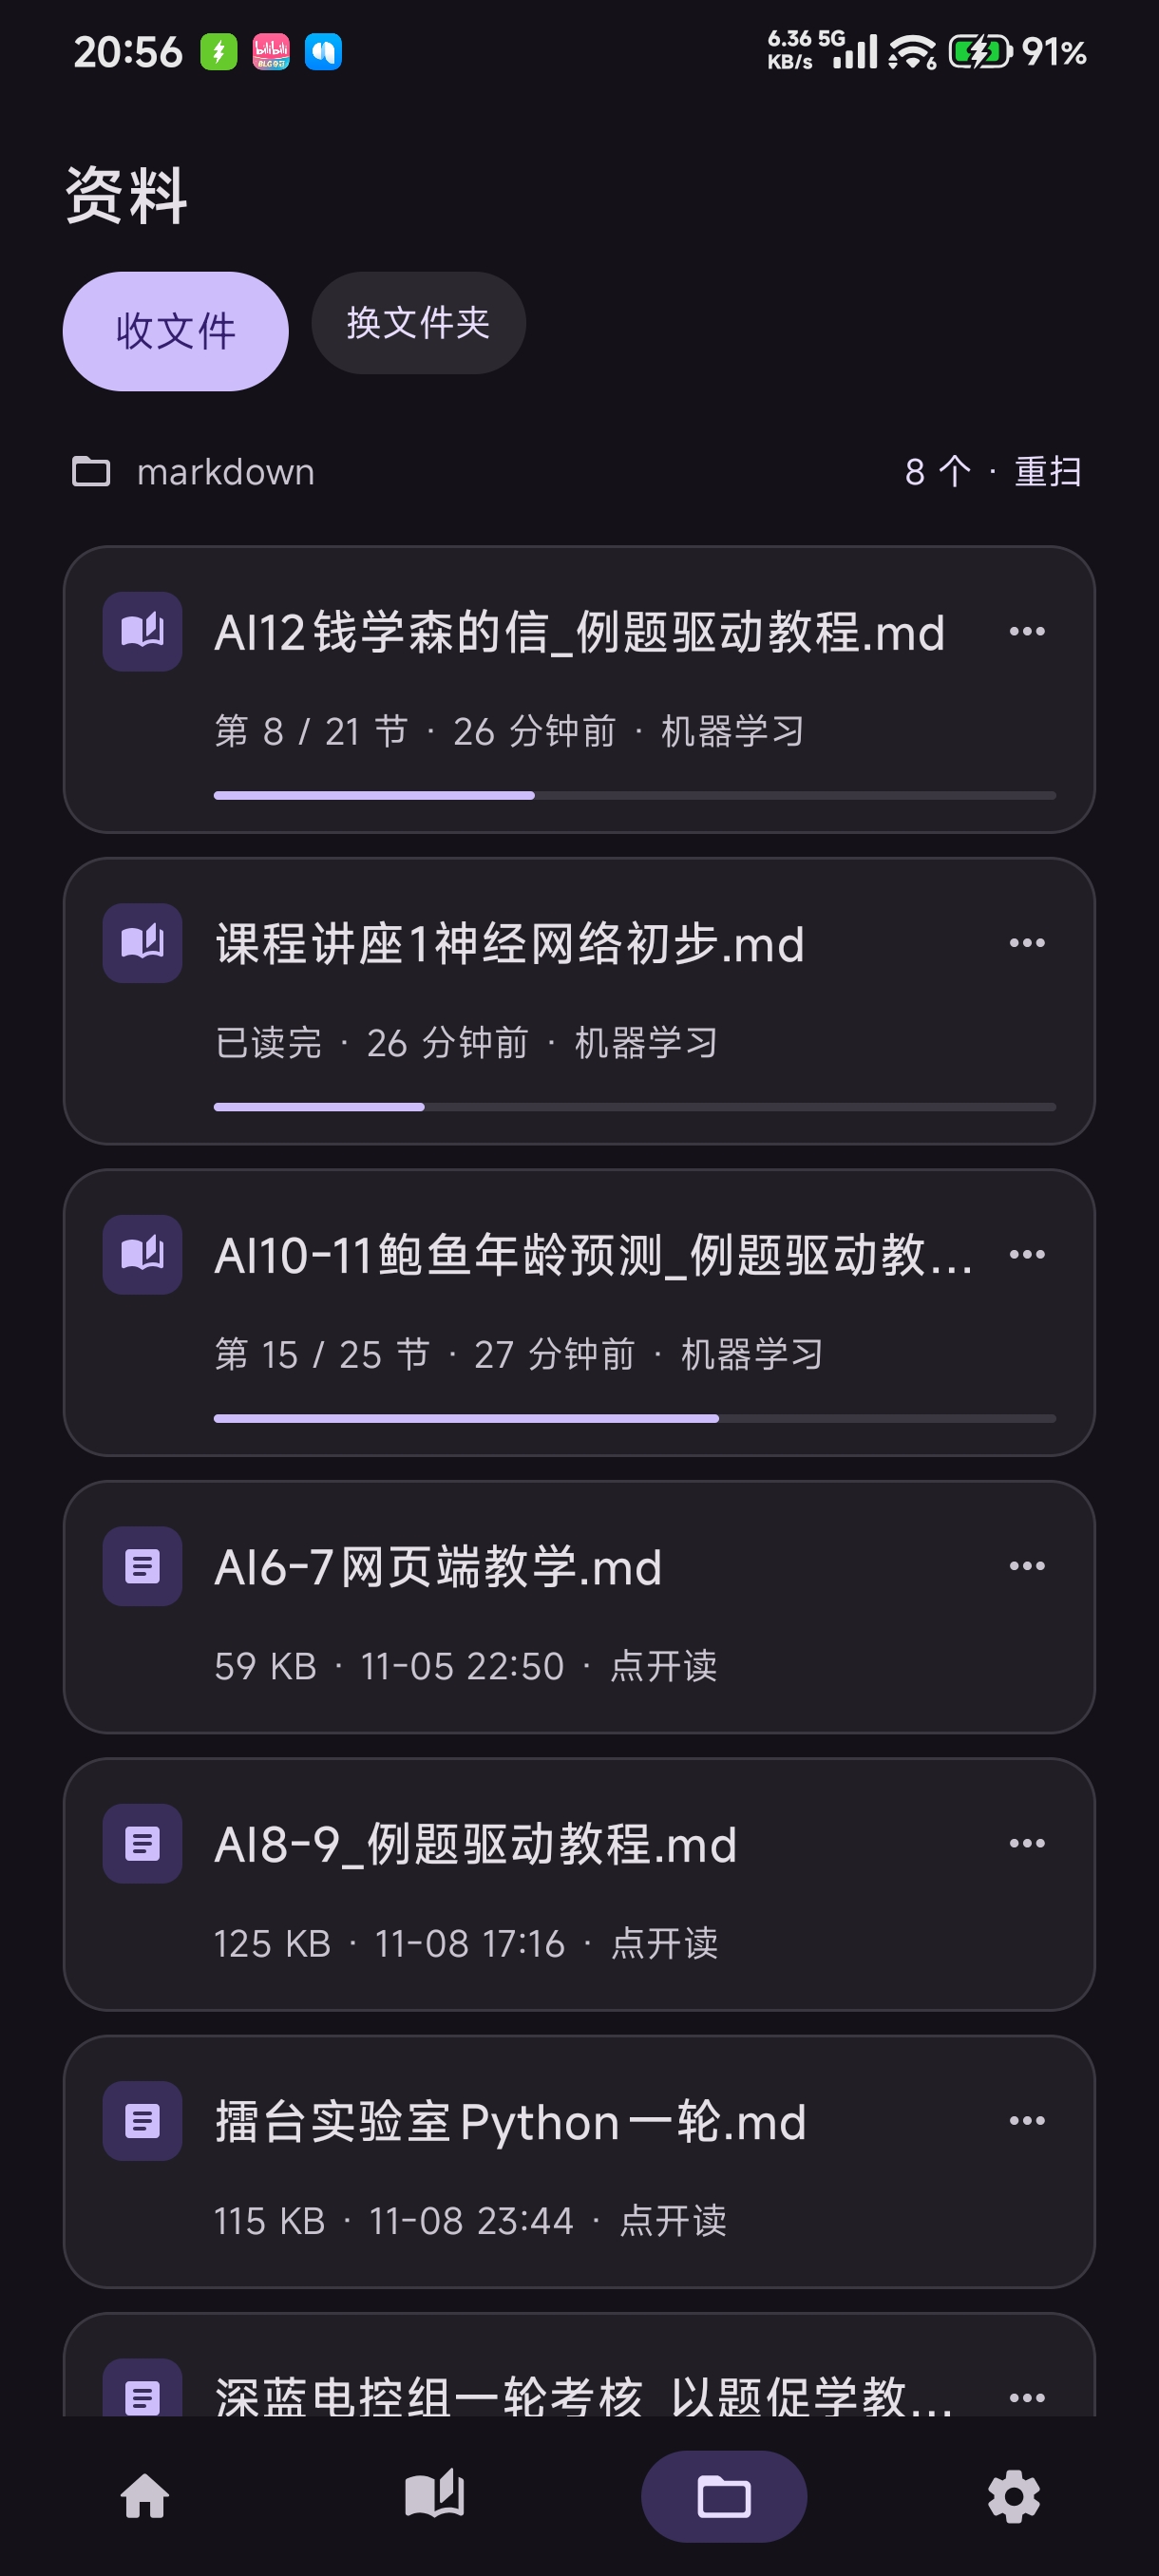 20:56
6.36 5G
KB/s
6
91%
资料
收文件
换文件夹
markdown
8 个 · 重扫
AI12钱学森的信_例题驱动教程.md
第 8 / 21 节 · 26 分钟前 · 机器学习
课程讲座1神经网络初步.md
已读完 · 26 分钟前 · 机器学习
AI10-11鲍鱼年龄预测_例题驱动教...
第 15 / 25 节 · 27 分钟前 · 机器学习
AI6-7网页端教学.md
59 KB · 11-05 22:50 · 点开读
AI8-9_例题驱动教程.md
125 KB · 11-08 17:16 · 点开读
擂台实验室Python一轮.md
115 KB · 11-08 23:44 · 点开读
深蓝电控组一轮考核 以题促学教...